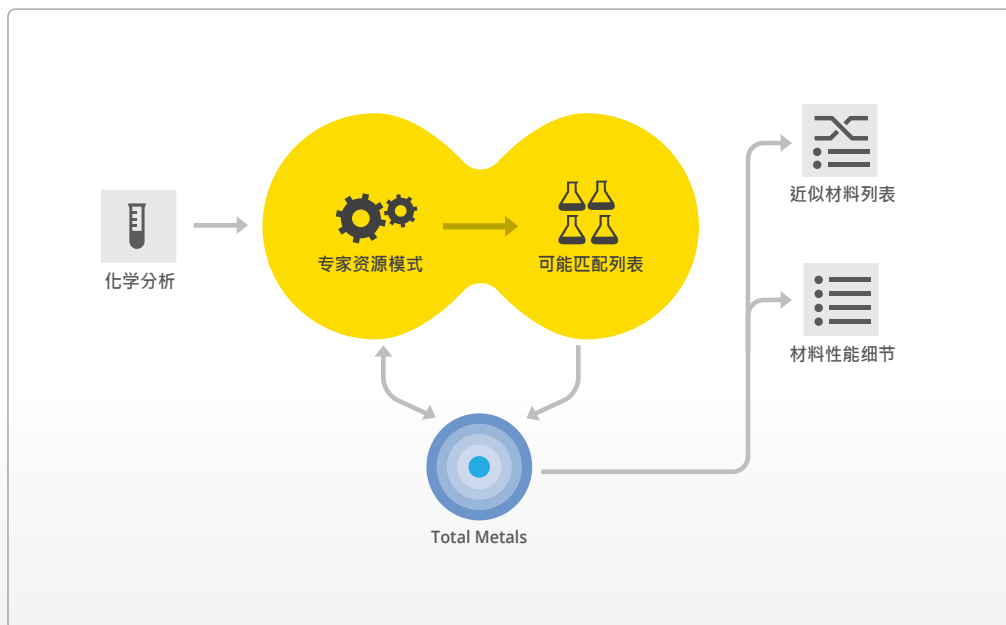 化学分析
专家资源模式
可能匹配列表
近似材料列表
材料性能细节
Total Metals